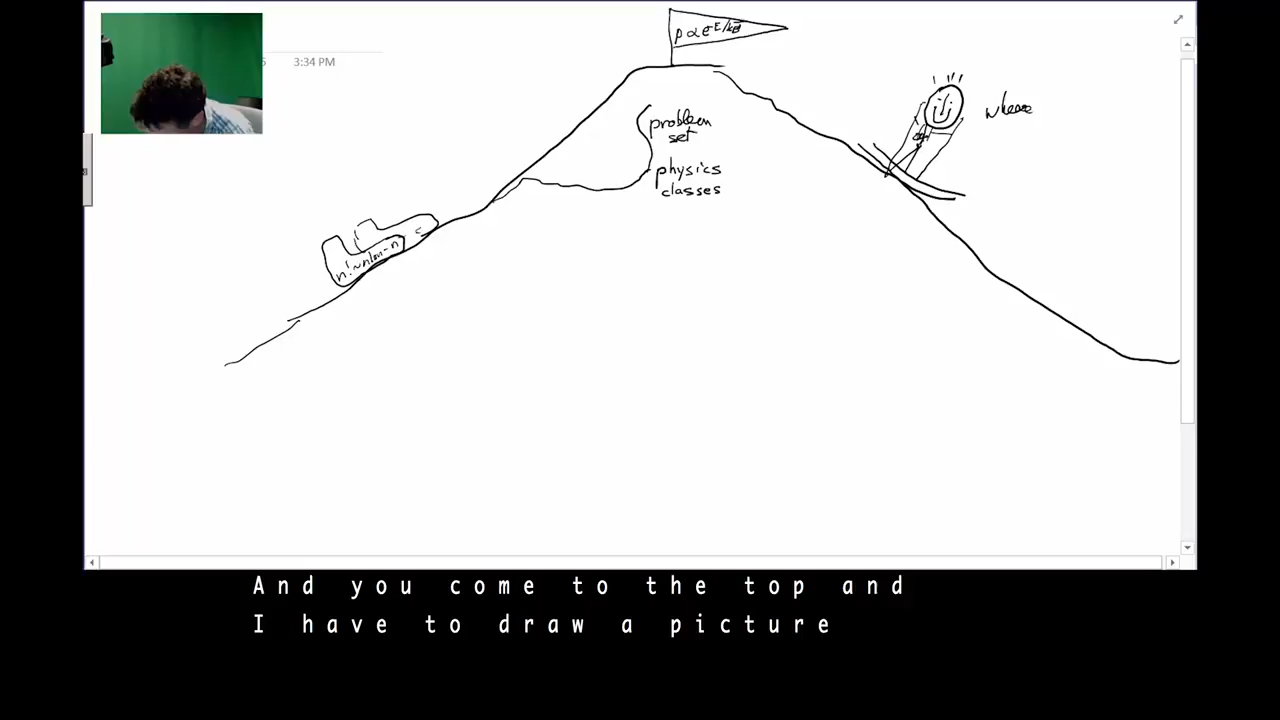 3:34 PM
p α e^-E/kT
problem
set
physics
classes
n! ~ n ln n - n
And you come to the top and
I have to draw a picture